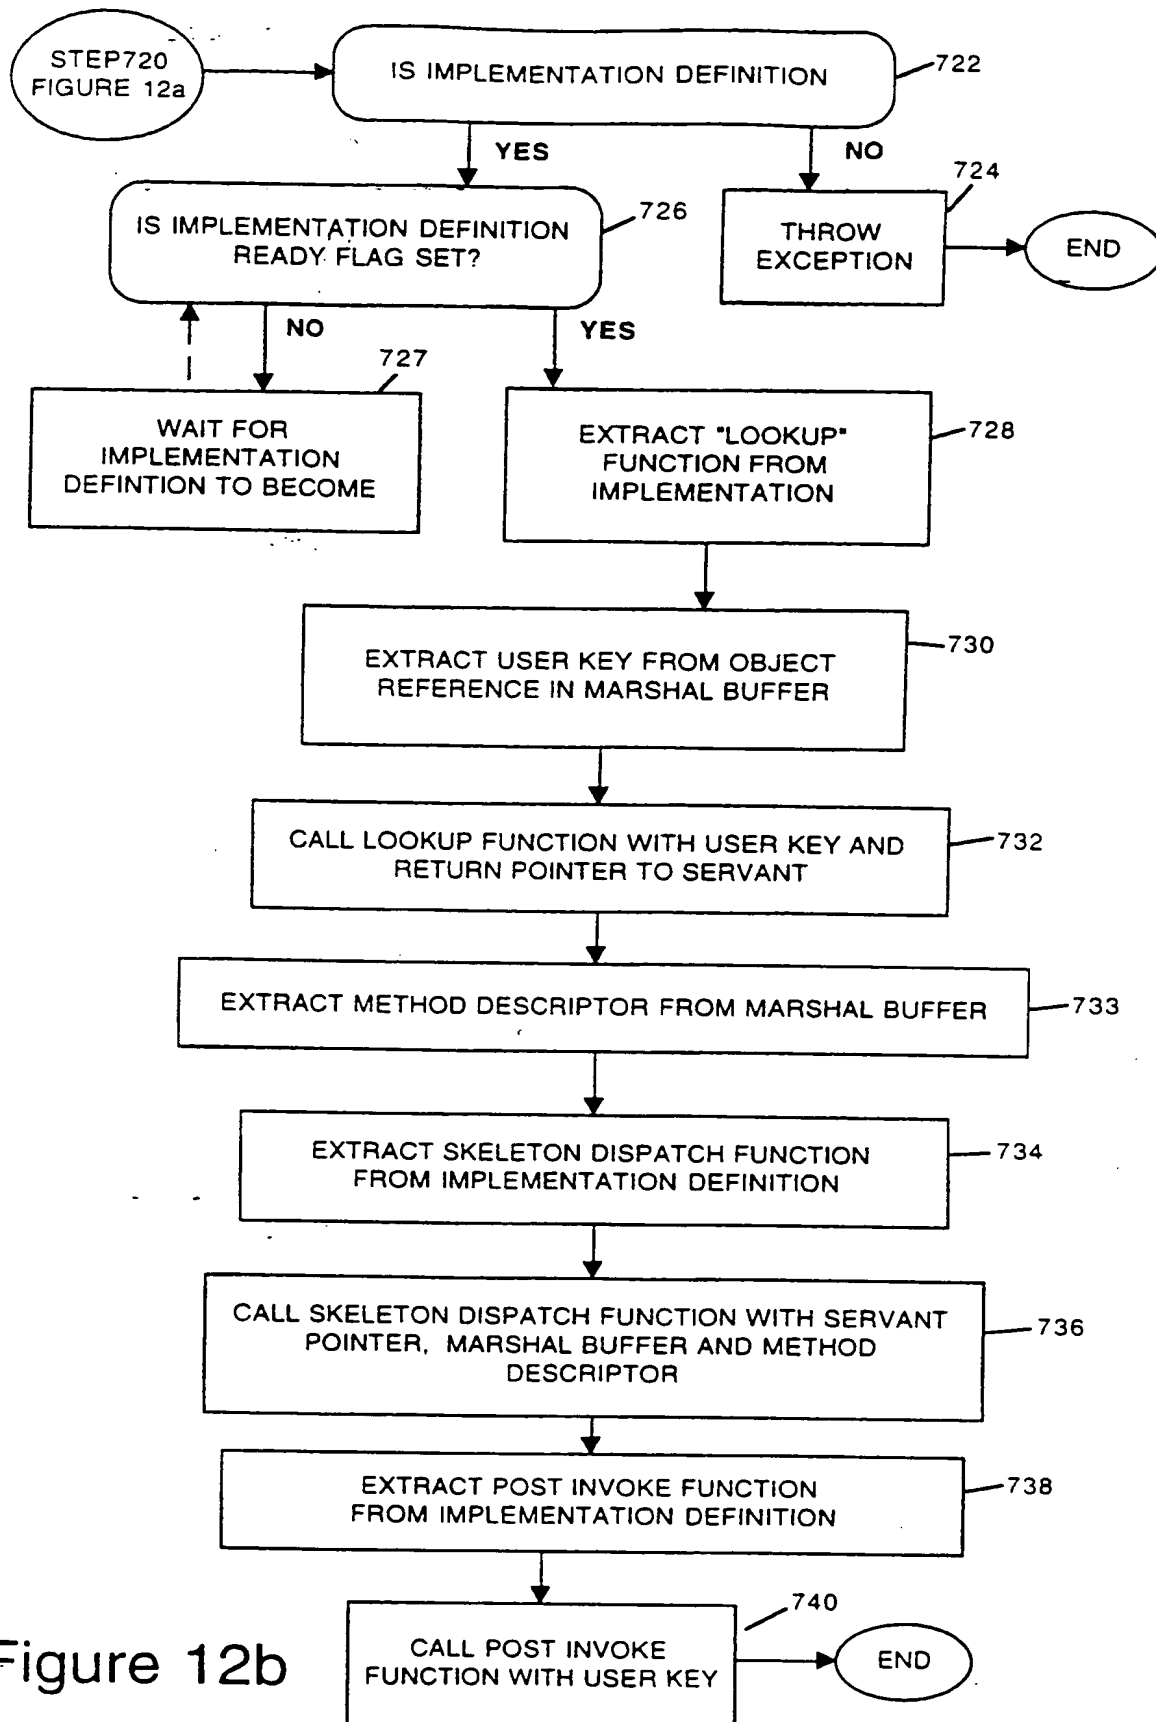 STEP720
FIGURE 12a
IS IMPLEMENTATION DEFINITION
722
YES
NO
724
IS IMPLEMENTATION DEFINITION
READY FLAG SET?
726
THROW
EXCEPTION
END
NO
YES
727
WAIT FOR
IMPLEMENTATION
DEFINTION TO BECOME
EXTRACT "LOOKUP"
FUNCTION FROM
IMPLEMENTATION
728
EXTRACT USER KEY FROM OBJECT
REFERENCE IN MARSHAL BUFFER
730
CALL LOOKUP FUNCTION WITH USER KEY AND
RETURN POINTER TO SERVANT
732
EXTRACT METHOD DESCRIPTOR FROM MARSHAL BUFFER
733
EXTRACT SKELETON DISPATCH FUNCTION
FROM IMPLEMENTATION DEFINITION
734
CALL SKELETON DISPATCH FUNCTION WITH SERVANT
POINTER, MARSHAL BUFFER AND METHOD
DESCRIPTOR
736
EXTRACT POST INVOKE FUNCTION
FROM IMPLEMENTATION DEFINITION
738
740
CALL POST INVOKE
FUNCTION WITH USER KEY
END
Figure 12b